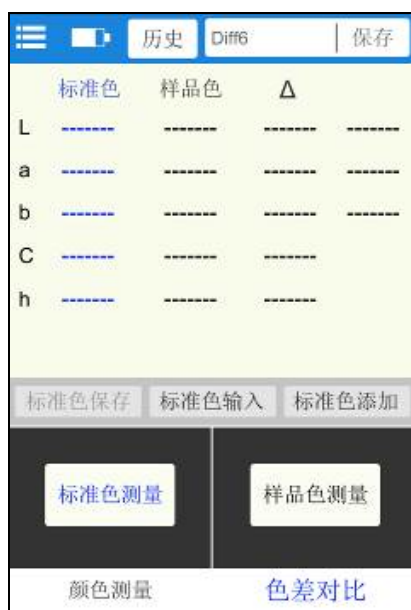 历史 Diff6 保存
标准色 样品色 Δ
L ------- ------- ------- -------
a ------- ------- ------- -------
b ------- ------- ------- -------
C ------- ------- -------
h ------- ------- -------
标准色保存 标准色输入 标准色添加
标准色测量 样品色测量
颜色测量 色差对比